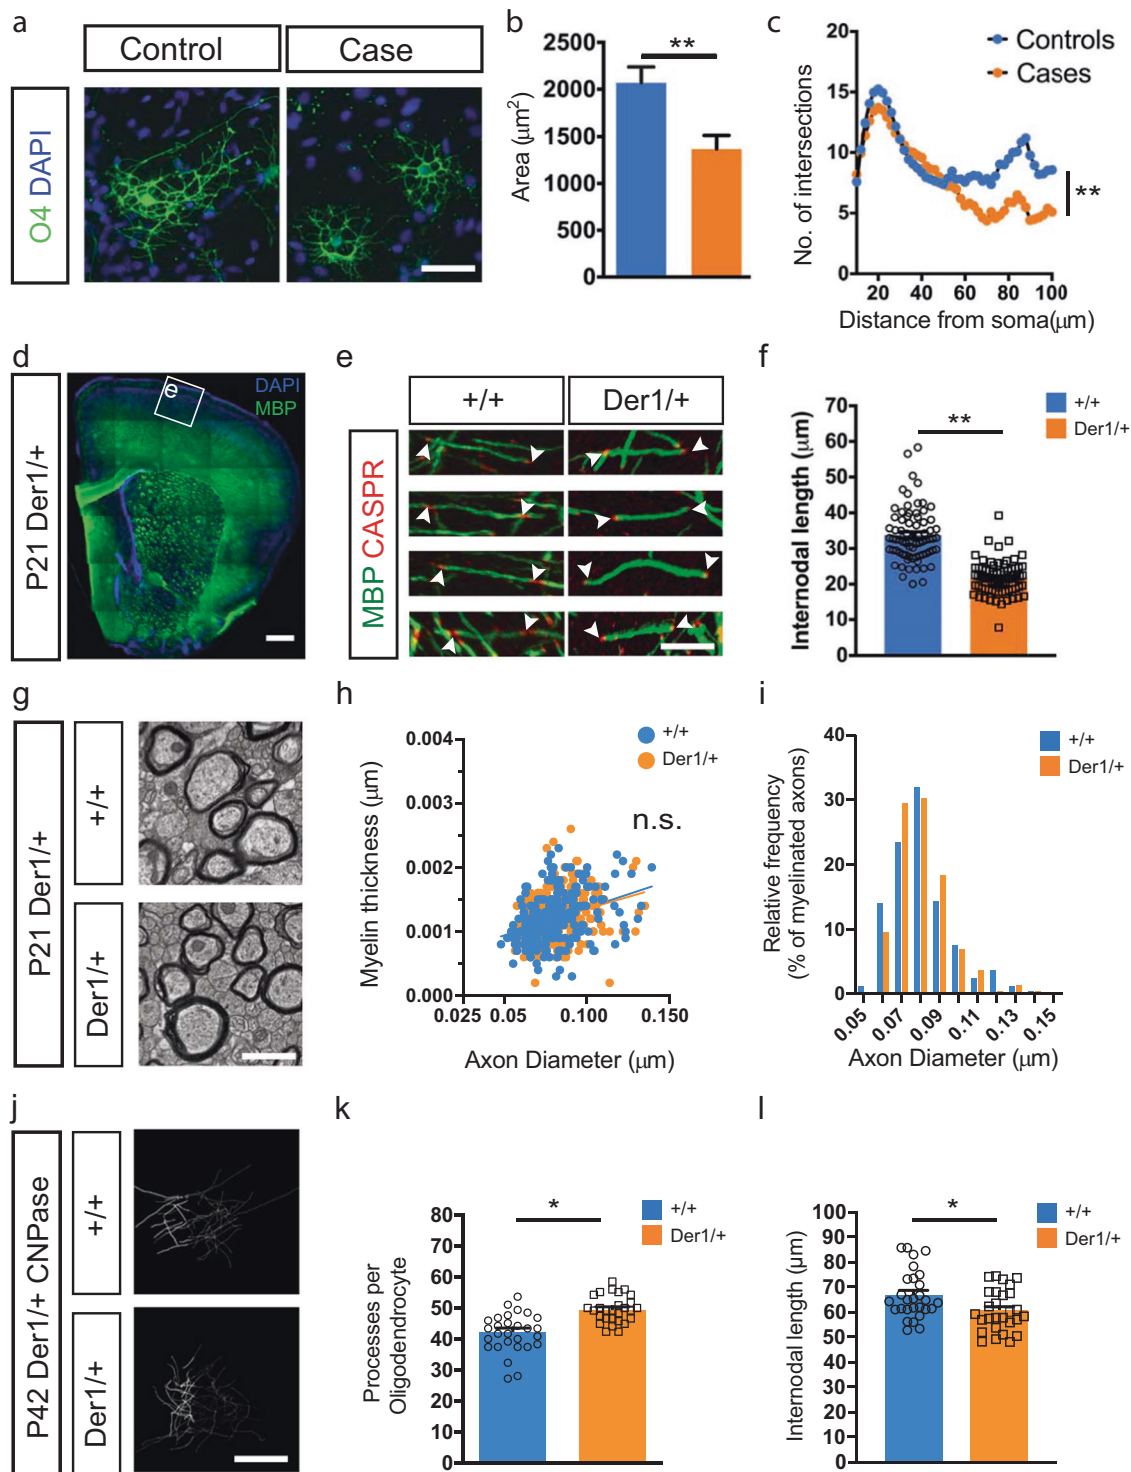 a
Control
Case
O4 DAPI
b
2500
2000
1500
1000
500
0
Area (μm²)
**
c
20
15
10
5
0
No. of intersections
Controls
Cases
**
20 40 60 80 100
Distance from soma(μm)
d
P21 Der1/+
e
DAPI
MBP
e
+/+
Der1/+
MBP CASPR
f
70
60
50
40
30
20
10
0
Internodal length (μm)
**
+/+
Der1/+
g
P21 Der1/+
+/+
Der1/+
h
0.004
0.003
0.002
0.001
0.000
Myelin thickness (μm)
+/+
Der1/+
n.s.
0.025 0.05 0.100 0.150
Axon Diameter (μm)
i
40
30
20
10
0
Relative frequency
(% of myelinated axons)
+/+
Der1/+
0.05 0.07 0.09 0.11 0.13 0.15
Axon Diameter (μm)
j
P42 Der1/+ CNPase
+/+
Der1/+
k
80
70
60
50
40
30
20
10
0
Processes per
Oligodendrocyte
*
+/+
Der1/+
l
100
90
80
70
60
50
40
30
20
10
0
Internodal length (μm)
*
+/+
Der1/+